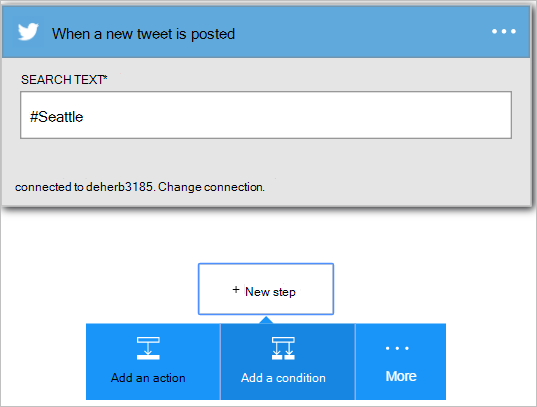 When a new tweet is posted
SEARCH TEXT*
#Seattle
connected to deherb3185. Change connection.
+ New step
Add an action
Add a condition
More